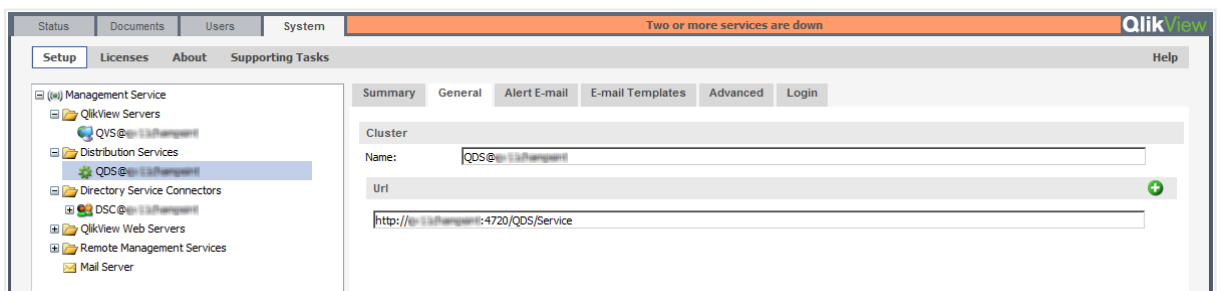 Status Documents Users System Two or more services are down QlikView
Setup Licenses About Supporting Tasks Help
Management Service
QlikView Servers
QVS@
Distribution Services
QDS@
Directory Service Connectors
DSC@
QlikView Web Servers
Remote Management Services
Mail Server
Summary General Alert E-mail E-mail Templates Advanced Login
Cluster
Name: QDS@
Url
http:// :4720/QDS/Service